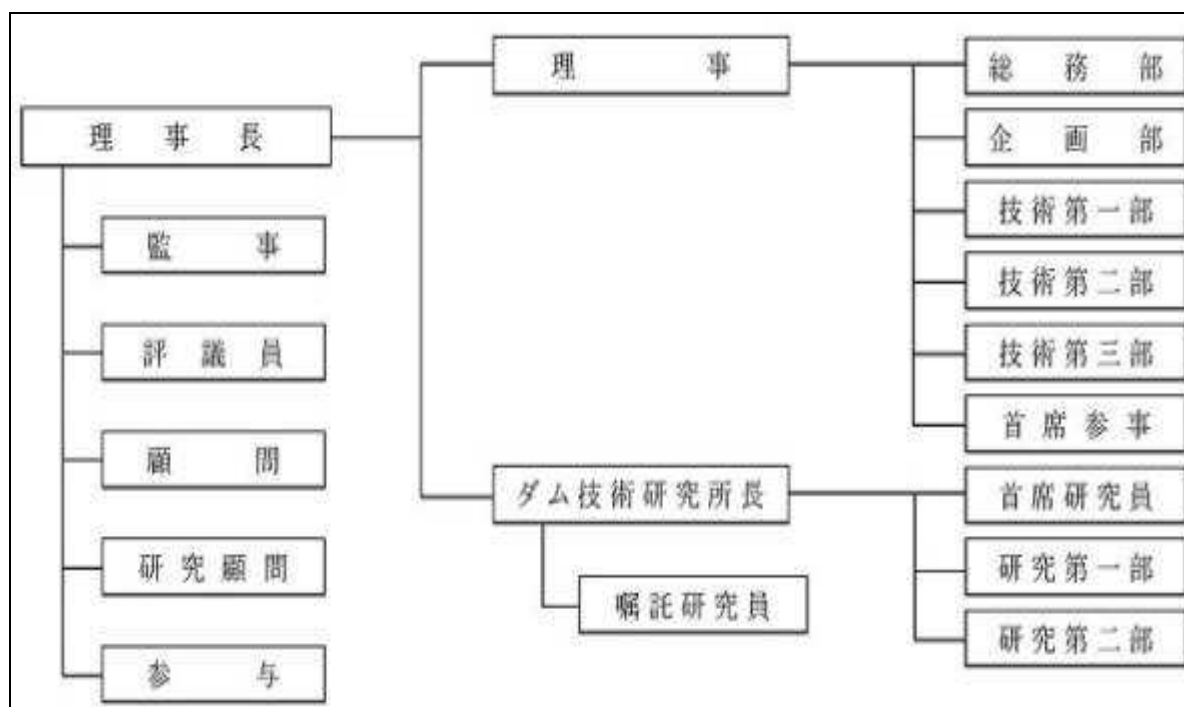 理事長
監事
評議員
顧問
研究顧問
参与
理事
総務部
企画部
技術第一部
技術第二部
技術第三部
首席参事
ダム技術研究所長
嘱託研究員
首席研究員
研究第一部
研究第二部